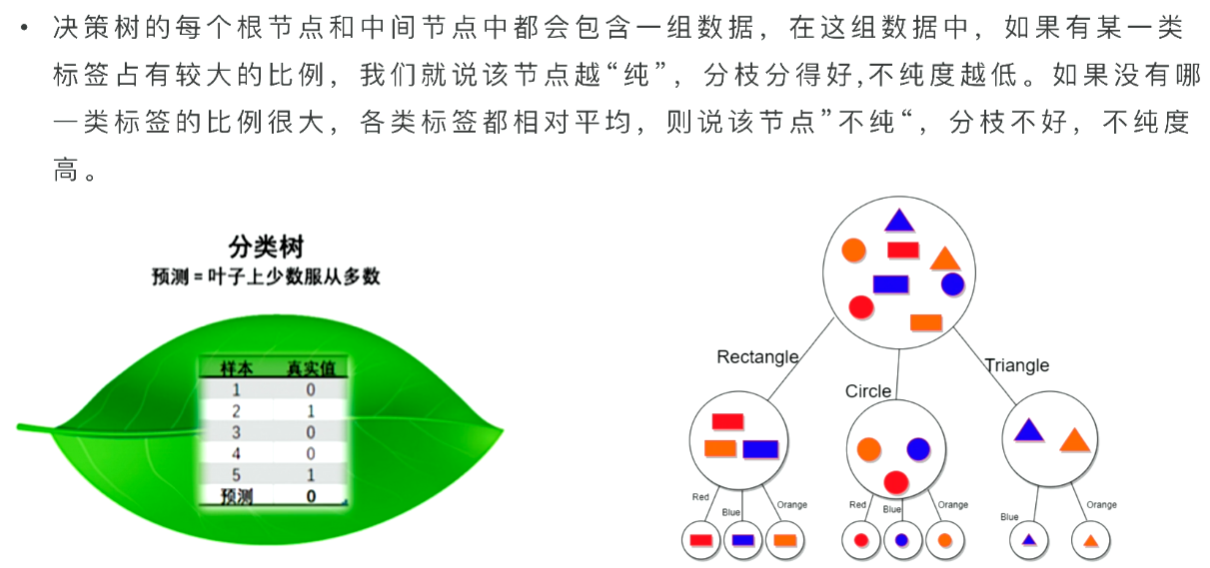 • 决策树的每个根节点和中间节点中都会包含一组数据，在这组数据中，如果有某一类
标签占有较大的比例，我们就说该节点越“纯”，分枝分得好,不纯度越低。如果没有哪
一类标签的比例很大，各类标签都相对平均，则说该节点”不纯“，分枝不好，不纯度
高。
分类树
预测 = 叶子上少数服从多数
样本 真实值
1 0
2 1
3 0
4 0
5 1
预测 0
Rectangle
Circle
Triangle
Red
Blue
Orange
Red
Blue
Orange
Blue
Orange